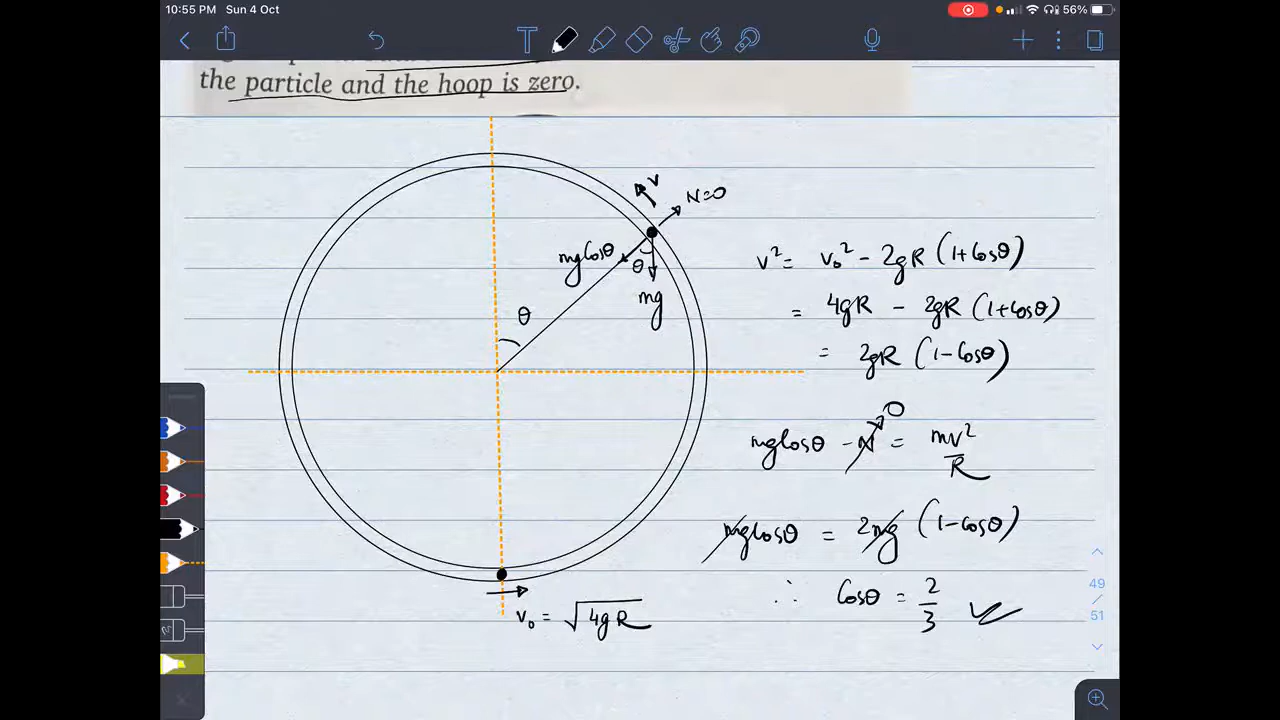 10:55 PM Sun 4 Oct
56%
T
the particle and the hoop is zero.
v
N=0
mgcosθ
θ
mg
θ
v² = v₀² - 2gR (1+cosθ)
= 4gR - 2gR (1+cosθ)
= 2gR (1-cosθ)
0
mgcosθ - N = mv²/R
mgcosθ = 2mg (1-cosθ)
∴ cosθ = 2/3
v₀ = √4gR
49
/
51